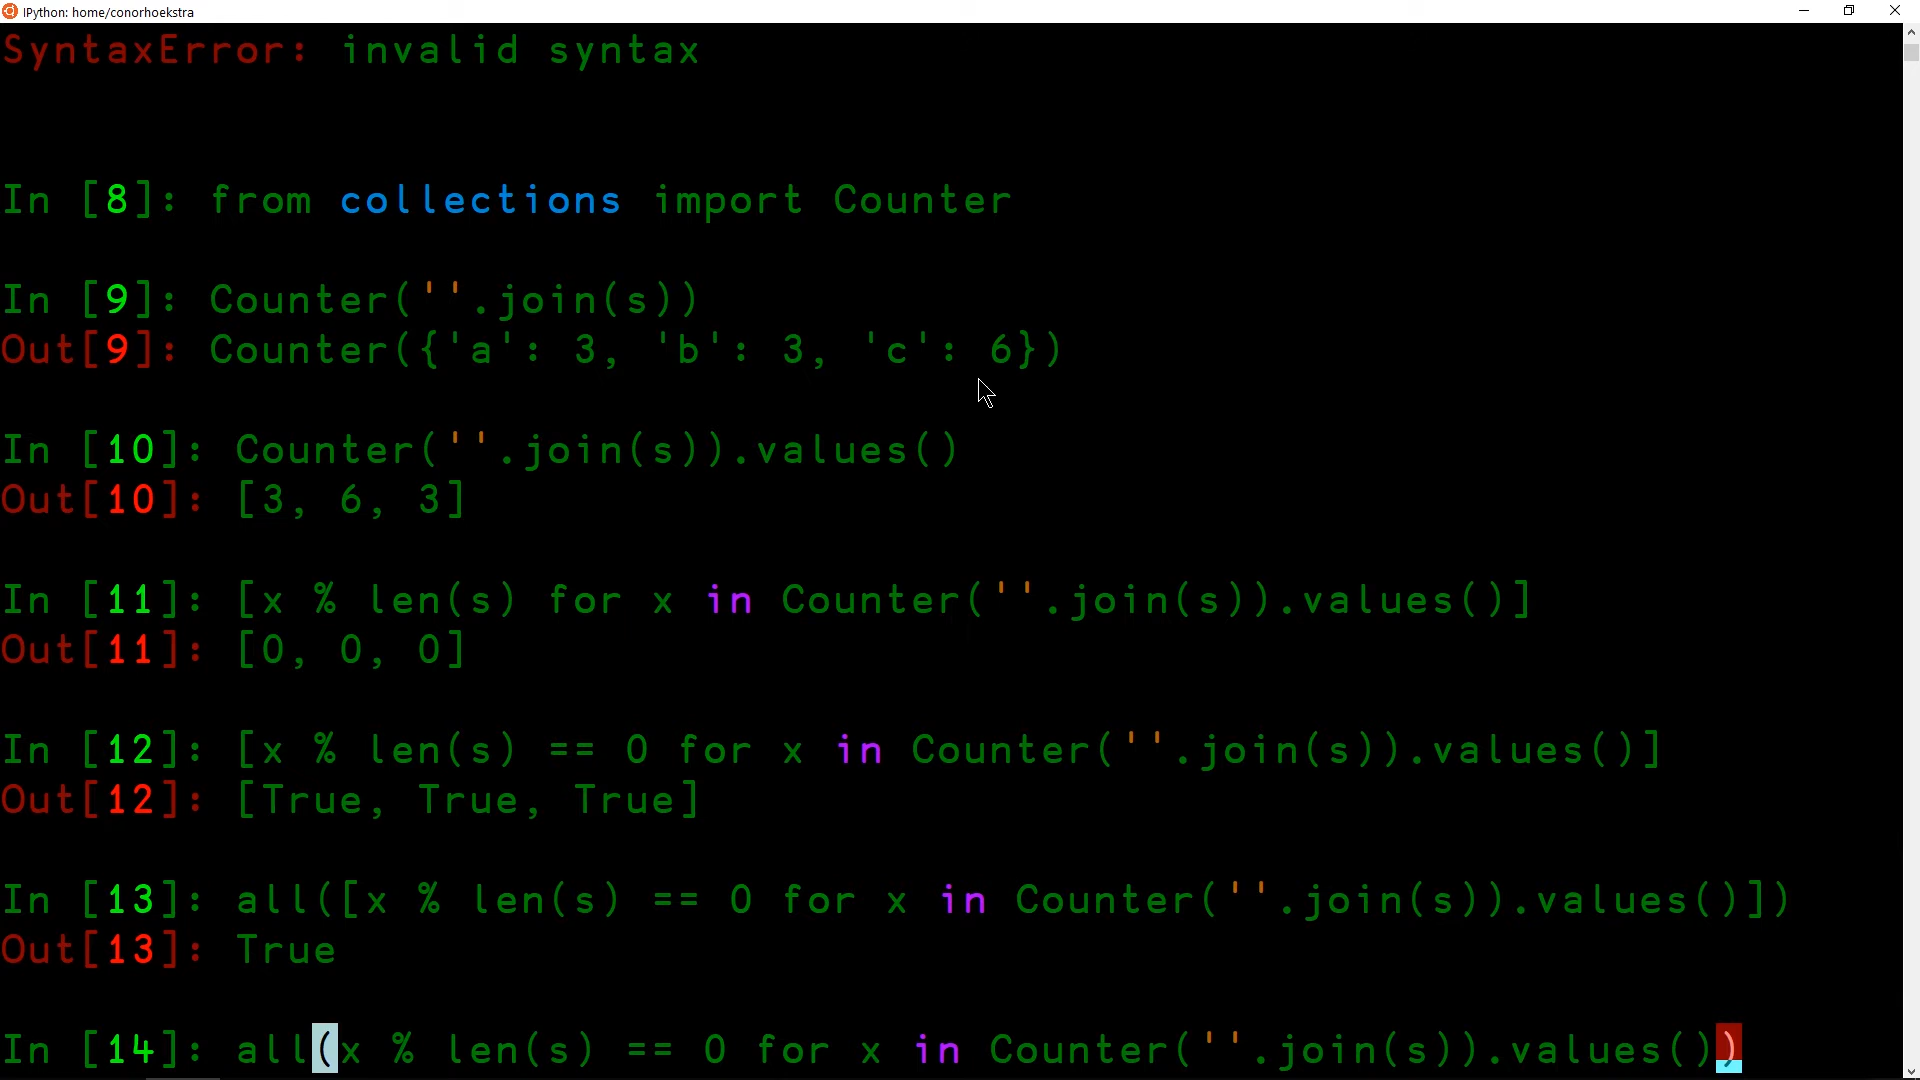 IPython: home/conorhoekstra
SyntaxError: invalid syntax
In [8]: from collections import Counter
In [9]: Counter(''.join(s))
Out[9]: Counter({'a': 3, 'b': 3, 'c': 6})
In [10]: Counter(''.join(s)).values()
Out[10]: [3, 6, 3]
In [11]: [x % len(s) for x in Counter(''.join(s)).values()]
Out[11]: [0, 0, 0]
In [12]: [x % len(s) == 0 for x in Counter(''.join(s)).values()]
Out[12]: [True, True, True]
In [13]: all([x % len(s) == 0 for x in Counter(''.join(s)).values()])
Out[13]: True
In [14]: all(x % len(s) == 0 for x in Counter(''.join(s)).values())